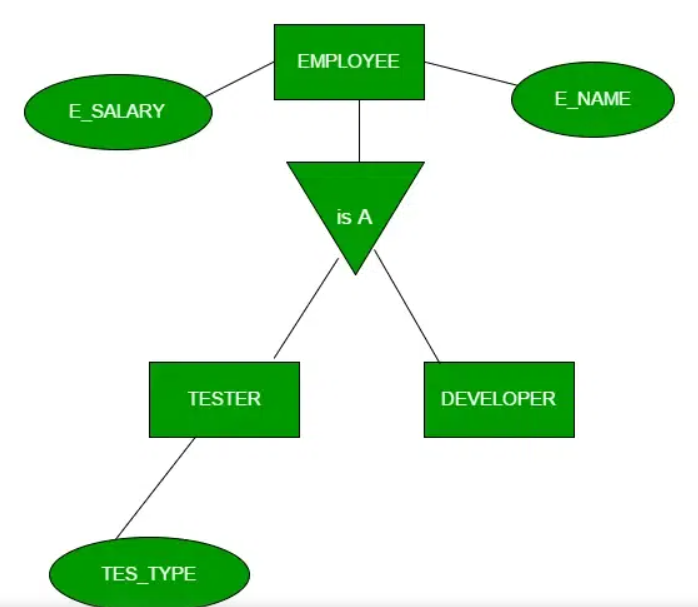 EMPLOYEE
E_SALARY
E_NAME
is A
TESTER
DEVELOPER
TES_TYPE